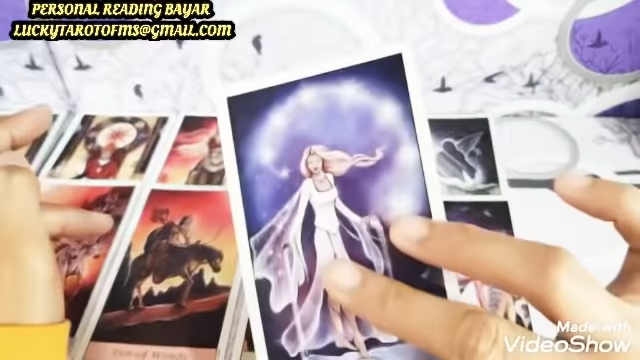 PERSONAL READING BAYAR
LUCKYTAROTOFMS@GMAIL.COM
Made with
VideoShow